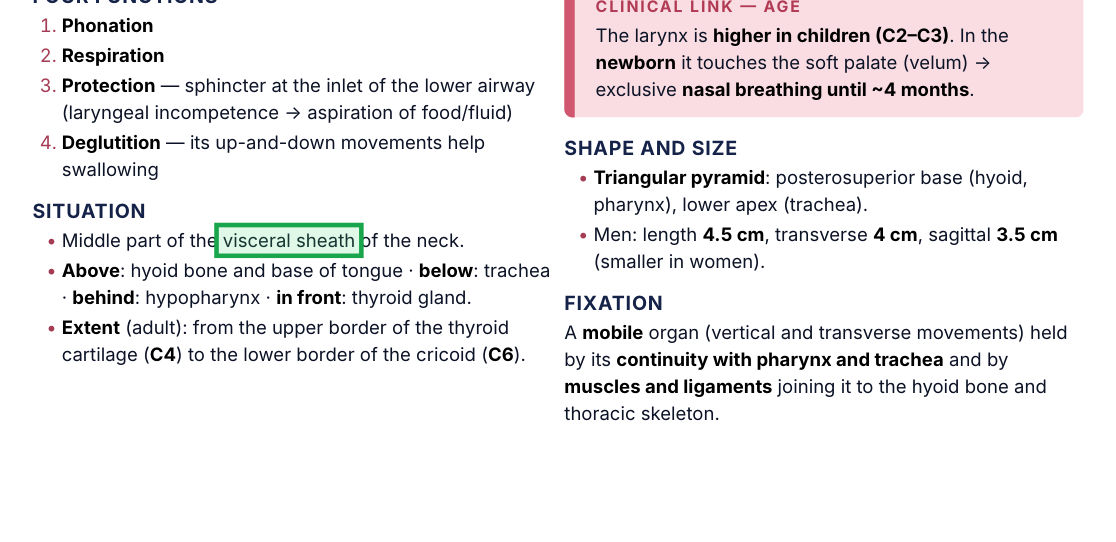 FOUR FUNCTIONS
1. Phonation
2. Respiration
3. Protection — sphincter at the inlet of the lower airway
(laryngeal incompetence → aspiration of food/fluid)
4. Deglutition — its up-and-down movements help
swallowing
SITUATION
• Middle part of the visceral sheath of the neck.
• Above: hyoid bone and base of tongue · below: trachea
· behind: hypopharynx · in front: thyroid gland.
• Extent (adult): from the upper border of the thyroid
cartilage (C4) to the lower border of the cricoid (C6).
CLINICAL LINK — AGE
The larynx is higher in children (C2–C3). In the
newborn it touches the soft palate (velum) →
exclusive nasal breathing until ~4 months.
SHAPE AND SIZE
• Triangular pyramid: posterosuperior base (hyoid,
pharynx), lower apex (trachea).
• Men: length 4.5 cm, transverse 4 cm, sagittal 3.5 cm
(smaller in women).
FIXATION
A mobile organ (vertical and transverse movements) held
by its continuity with pharynx and trachea and by
muscles and ligaments joining it to the hyoid bone and
thoracic skeleton.